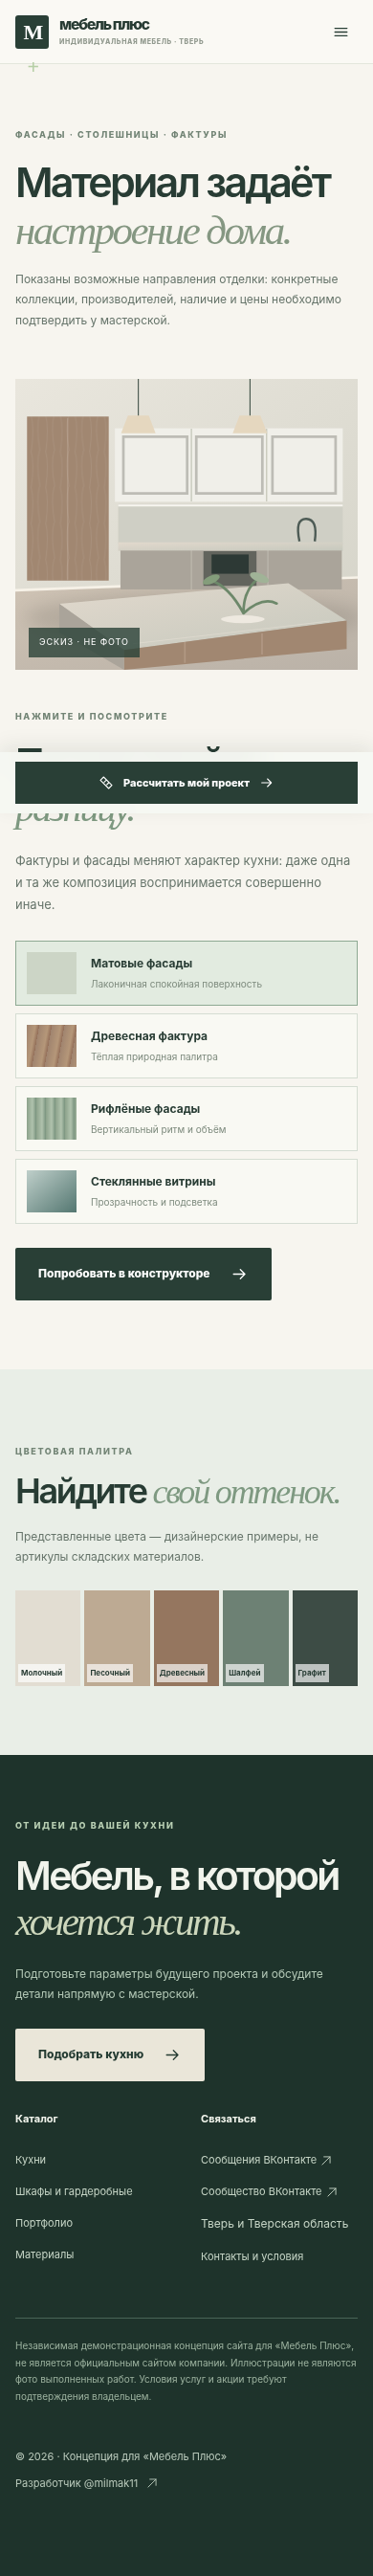 M
мебель плюс
ИНДИВИДУАЛЬНАЯ МЕБЕЛЬ · ТВЕРЬ
ФАСАДЫ · СТОЛЕШНИЦЫ · ФАКТУРЫ
Материал задаёт
настроение дома.
Показаны возможные направления отделки: конкретные
коллекции, производителей, наличие и цены необходимо
подтвердить у мастерской.
ЭСКИЗ · НЕ ФОТО
НАЖМИТЕ И ПОСМОТРИТЕ
Рассчитать мой проект
разницу.
Фактуры и фасады меняют характер кухни: даже одна
и та же композиция воспринимается совершенно
иначе.
Матовые фасады
Лаконичная спокойная поверхность
Древесная фактура
Тёплая природная палитра
Рифлёные фасады
Вертикальный ритм и объём
Стеклянные витрины
Прозрачность и подсветка
Попробовать в конструкторе
ЦВЕТОВАЯ ПАЛИТРА
Найдите свой оттенок.
Представленные цвета — дизайнерские примеры, не
артикулы складских материалов.
Молочный
Песочный
Древесный
Шалфей
Графит
ОТ ИДЕИ ДО ВАШЕЙ КУХНИ
Мебель, в которой
хочется жить.
Подготовьте параметры будущего проекта и обсудите
детали напрямую с мастерской.
Подобрать кухню
Каталог
Кухни
Шкафы и гардеробные
Портфолио
Материалы
Связаться
Сообщения ВКонтакте
Сообщество ВКонтакте
Тверь и Тверская область
Контакты и условия
Независимая демонстрационная концепция сайта для «Мебель Плюс»,
не является официальным сайтом компании. Иллюстрации не являются
фото выполненных работ. Условия услуг и акции требуют
подтверждения владельцем.
© 2026 · Концепция для «Мебель Плюс»
Разработчик @milmak11